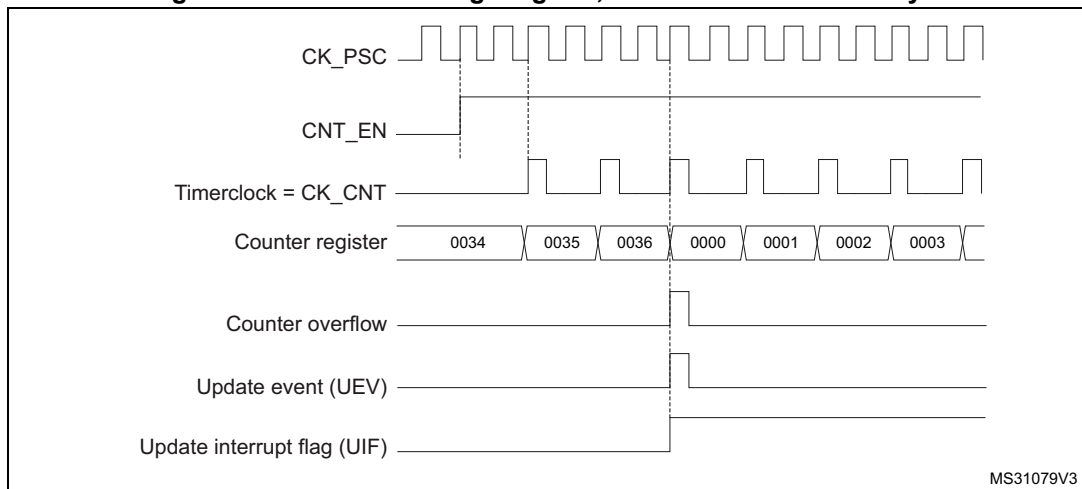 CK_PSC
CNT_EN
Timerclock = CK_CNT
Counter register 0034 0035 0036 0000 0001 0002 0003
Counter overflow
Update event (UEV)
Update interrupt flag (UIF)
MS31079V3